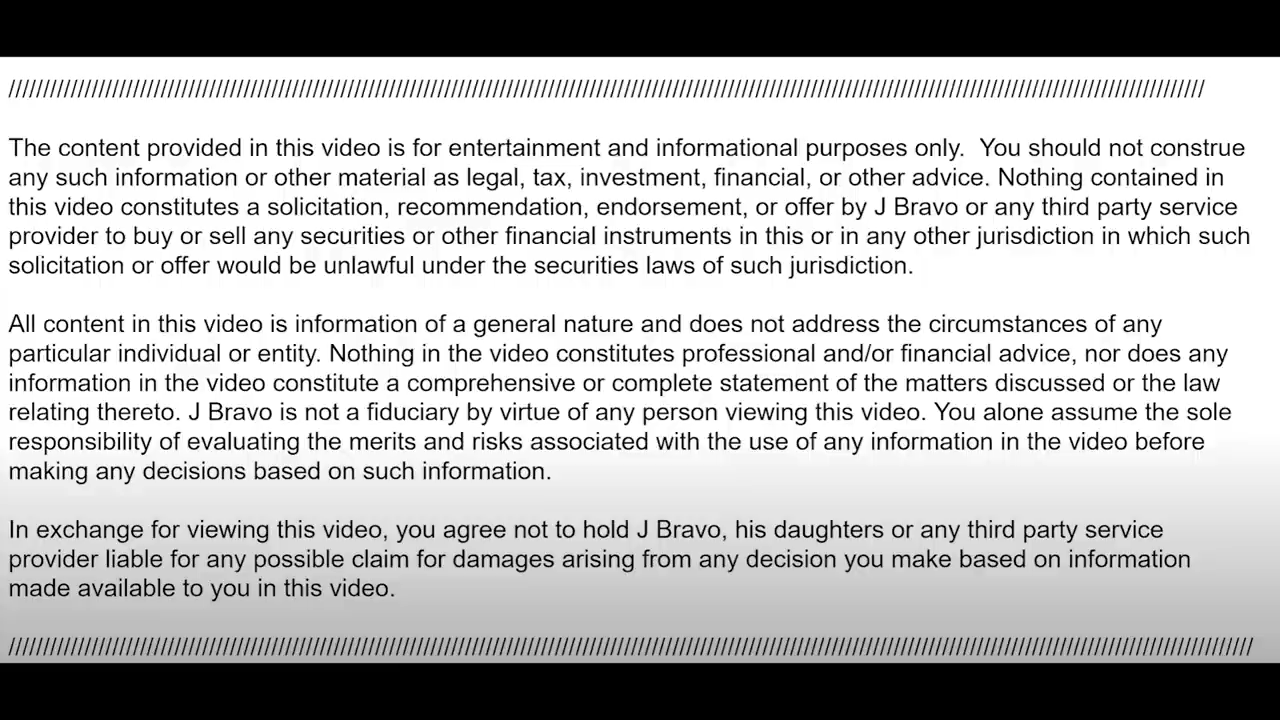 ////////////////////////////////////////////////////////////////////////////////////////////////////////////////////////////////////////////////////////////////////////////////
The content provided in this video is for entertainment and informational purposes only.  You should not construe
any such information or other material as legal, tax, investment, financial, or other advice. Nothing contained in
this video constitutes a solicitation, recommendation, endorsement, or offer by J Bravo or any third party service
provider to buy or sell any securities or other financial instruments in this or in any other jurisdiction in which such
solicitation or offer would be unlawful under the securities laws of such jurisdiction.
All content in this video is information of a general nature and does not address the circumstances of any
particular individual or entity. Nothing in the video constitutes professional and/or financial advice, nor does any
information in the video constitute a comprehensive or complete statement of the matters discussed or the law
relating thereto. J Bravo is not a fiduciary by virtue of any person viewing this video. You alone assume the sole
responsibility of evaluating the merits and risks associated with the use of any information in the video before
making any decisions based on such information.
In exchange for viewing this video, you agree not to hold J Bravo, his daughters or any third party service
provider liable for any possible claim for damages arising from any decision you make based on information
made available to you in this video.
////////////////////////////////////////////////////////////////////////////////////////////////////////////////////////////////////////////////////////////////////////////////////////